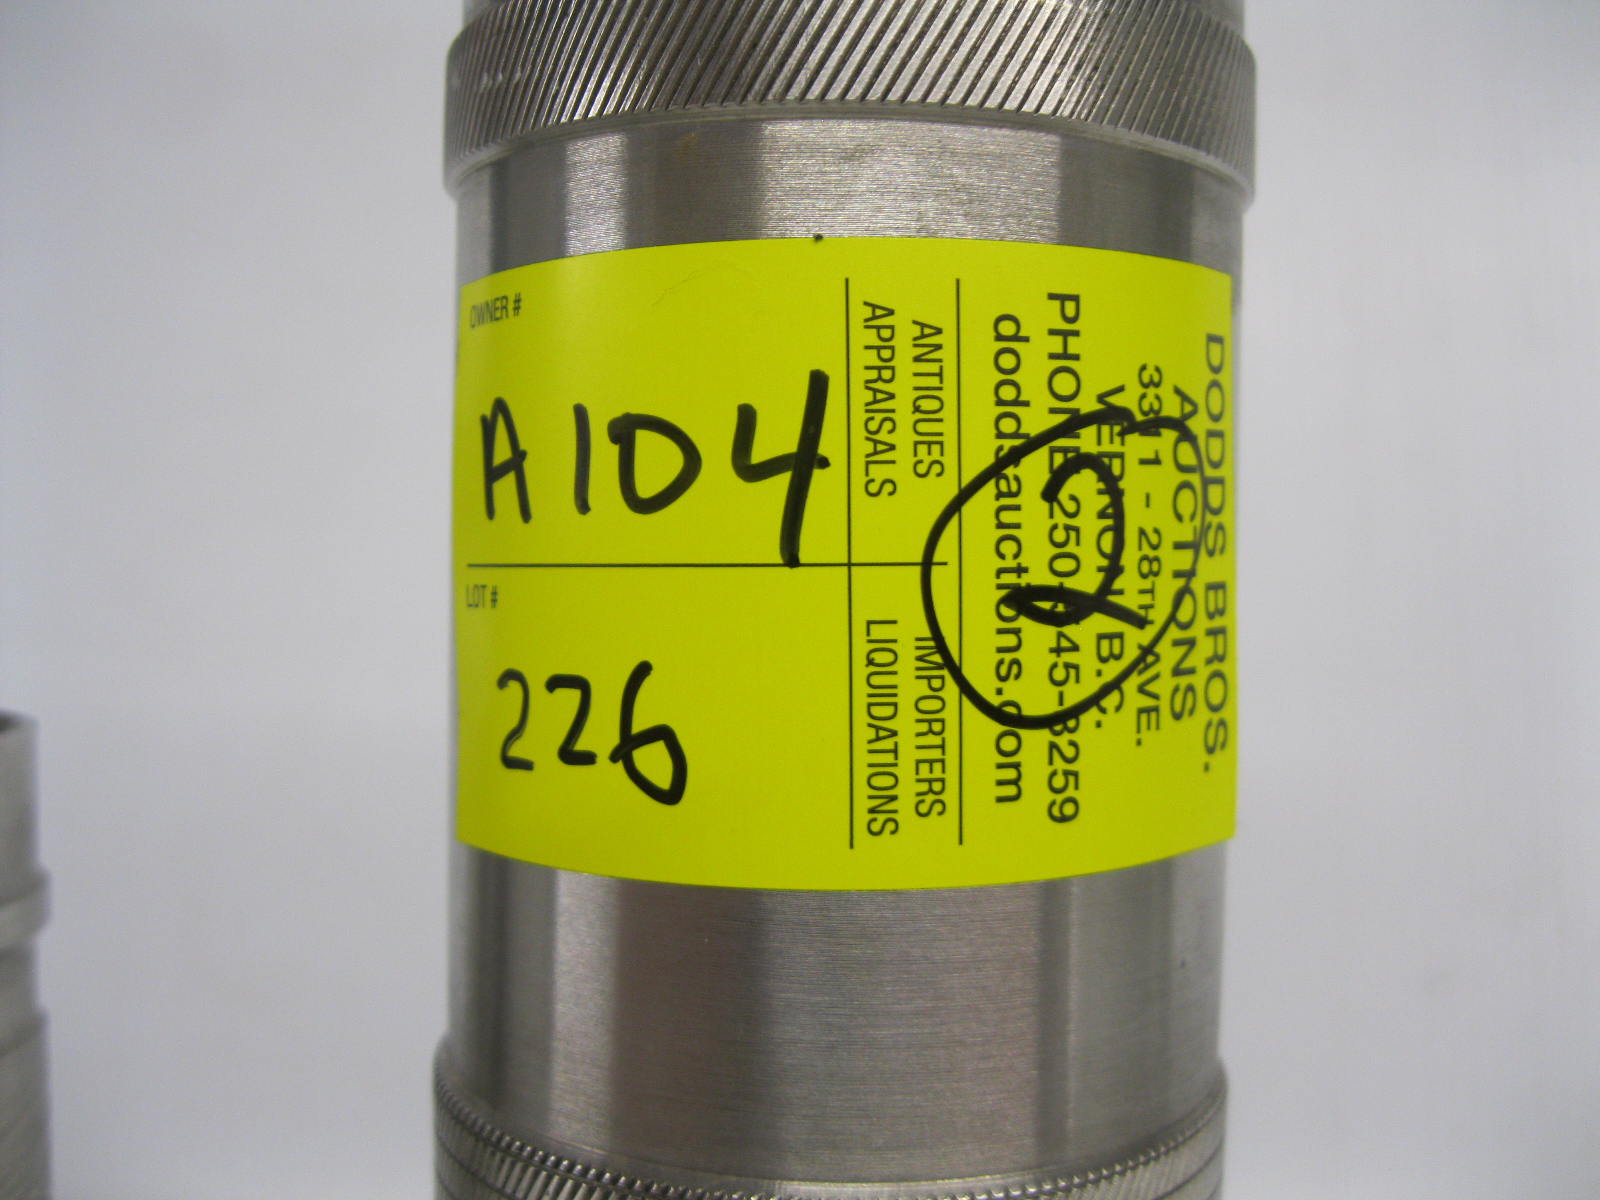 DODDS BROS.
AUCTIONS
3311 - 28TH AVE.
VERNON B.C.
PHONE 250-545-3259
doddsauctions.com
2
ANTIQUES IMPORTERS
APPRAISALS LIQUIDATIONS
OWNER #
A104
LOT #
226